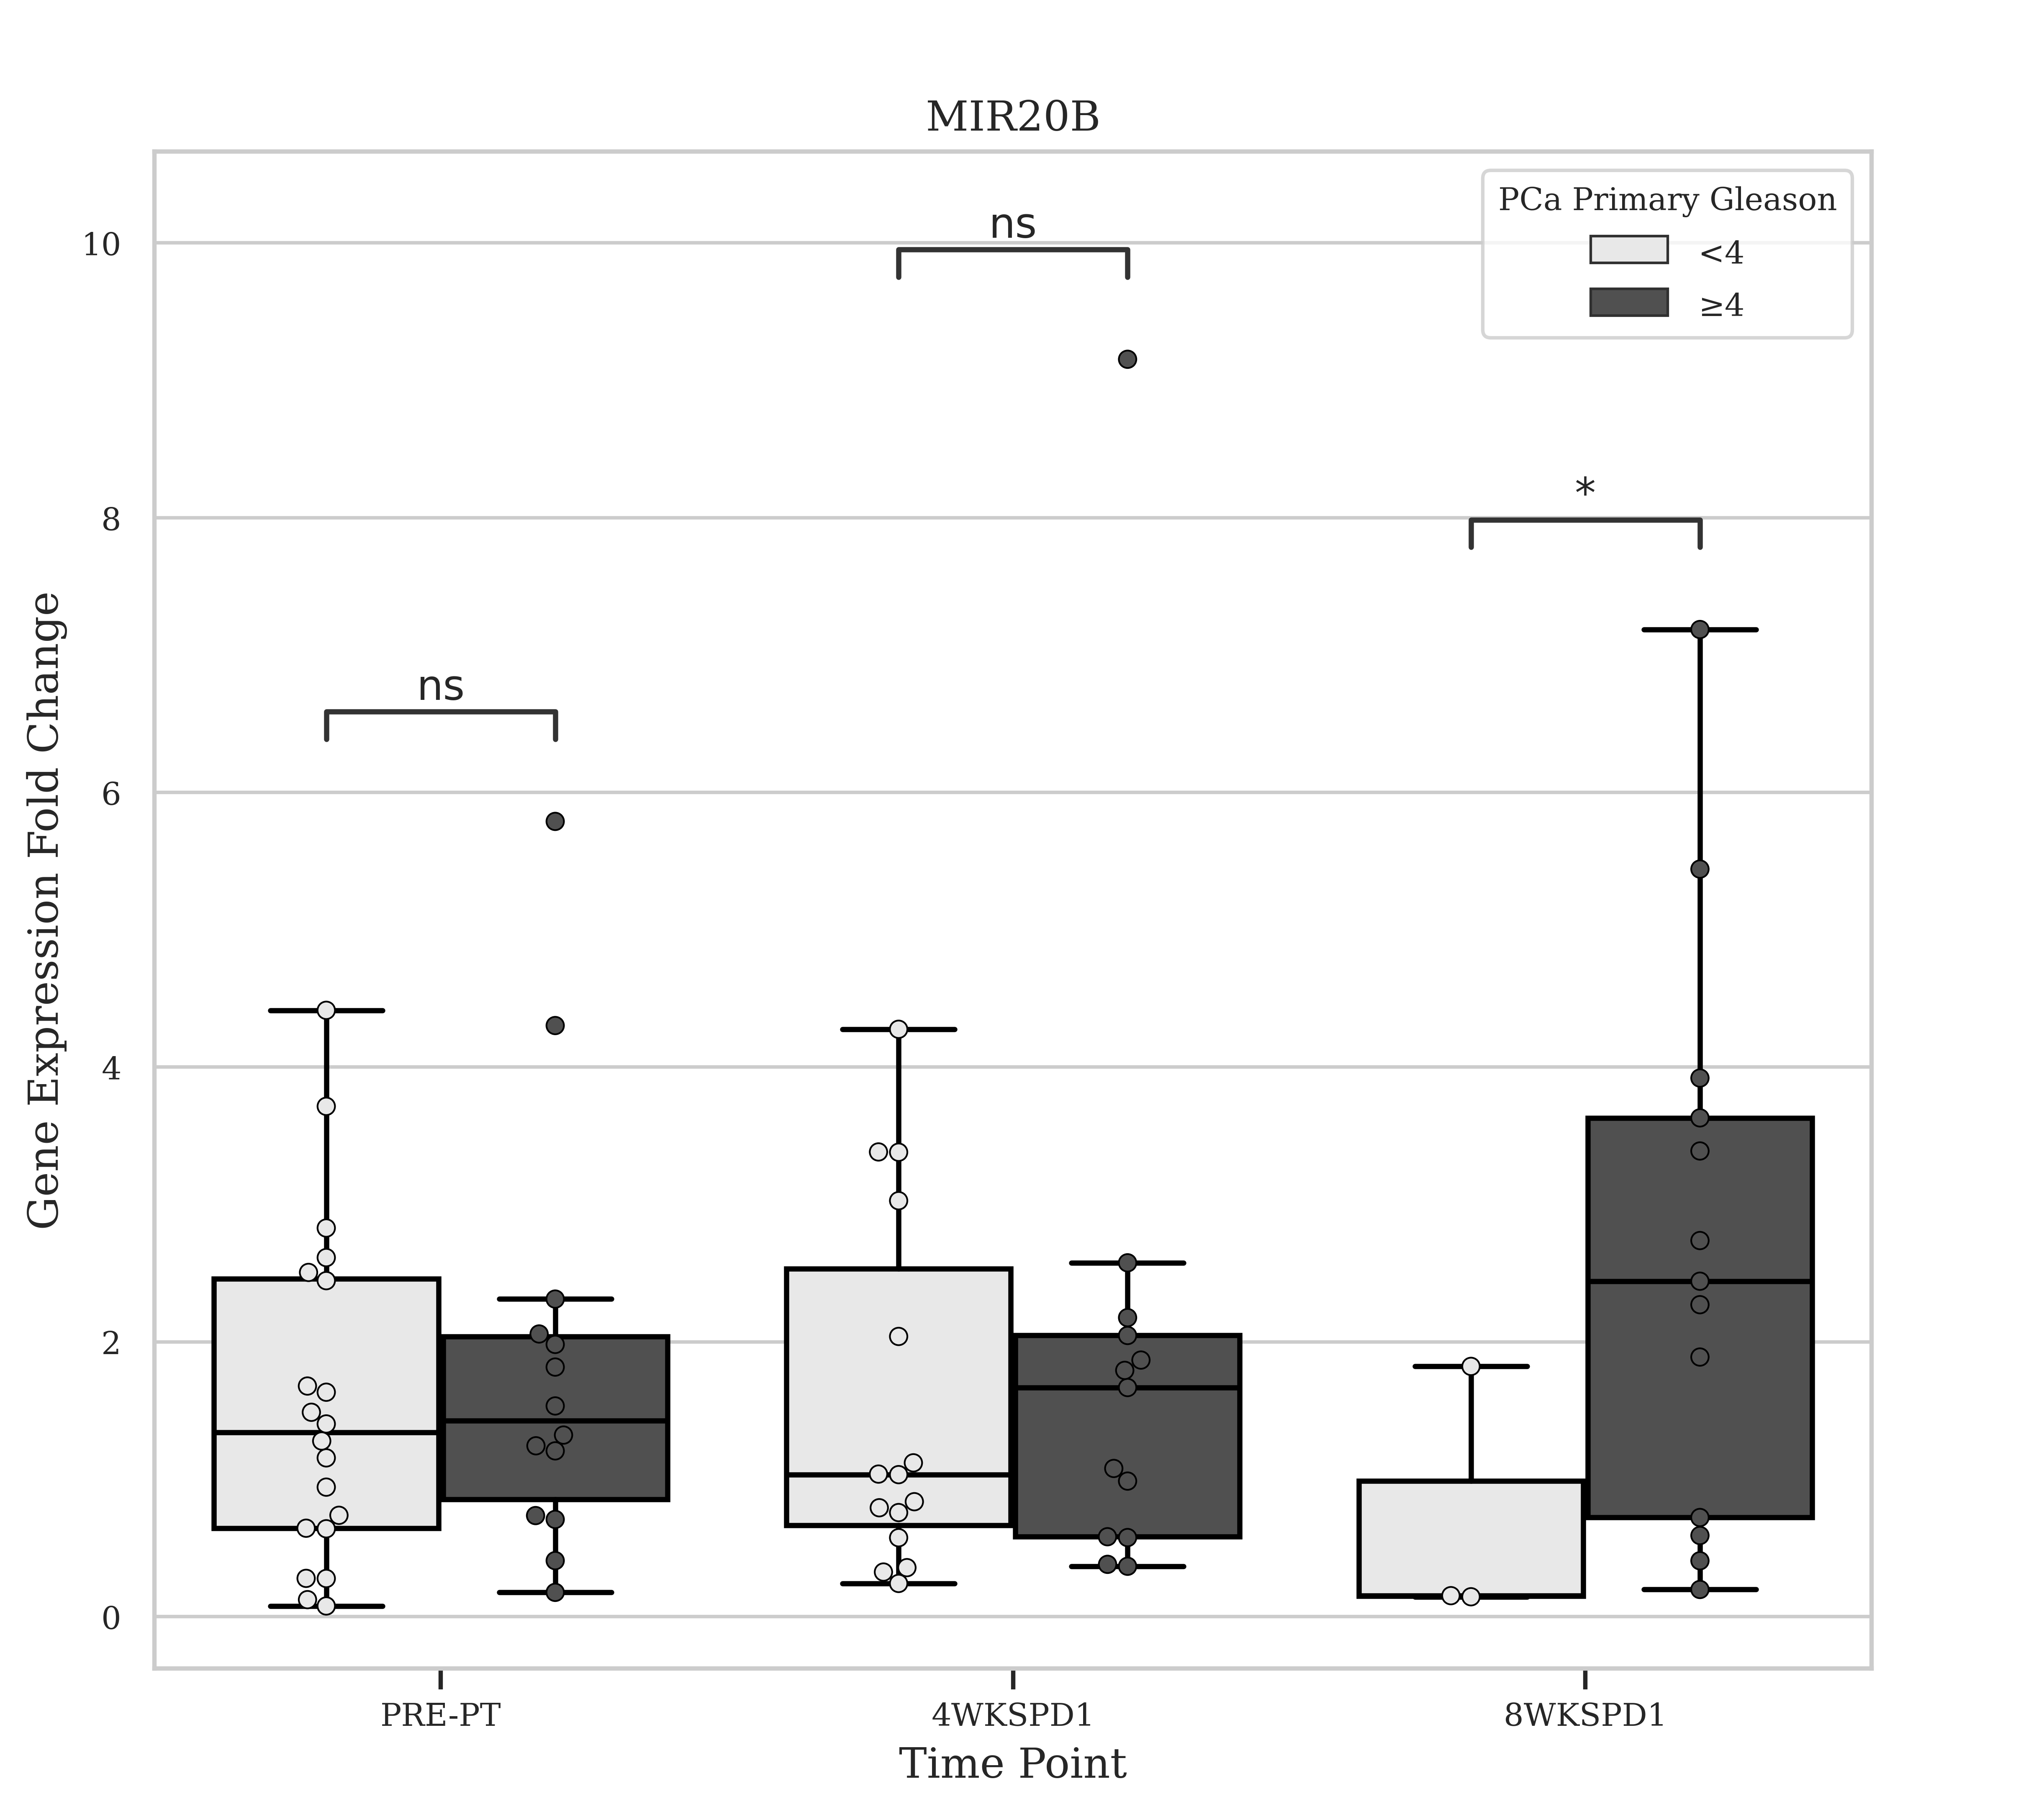 MIR20B
PCa Primary Gleason
<4
≥4
ns
ns
*
10
8
6
4
2
0
Gene Expression Fold Change
PRE-PT
4WKSPD1
8WKSPD1
Time Point